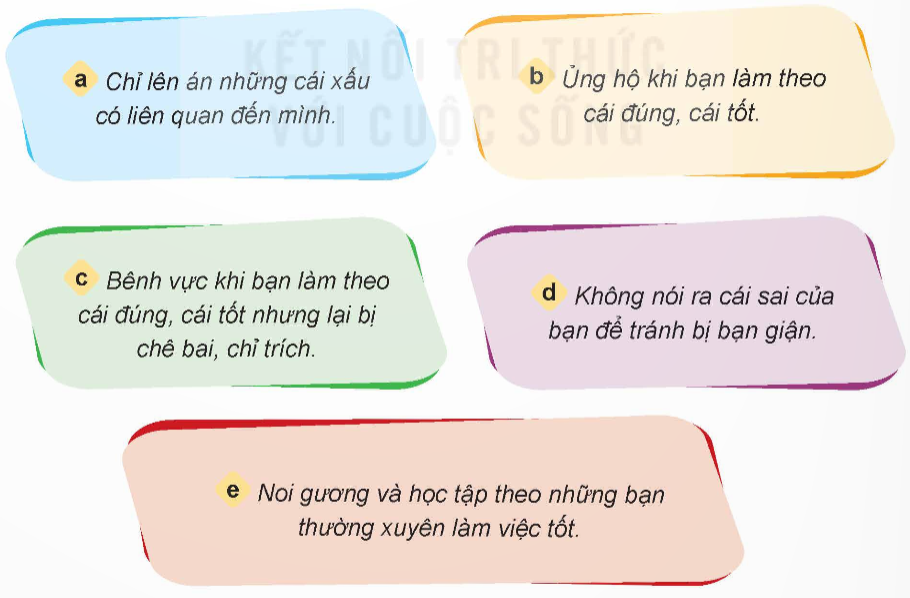 KẾT NỐI TRI THỨC
VỚI CUỘC SỐNG
a Chỉ lên án những cái xấu
có liên quan đến mình.
b Ủng hộ khi bạn làm theo
cái đúng, cái tốt.
c Bênh vực khi bạn làm theo
cái đúng, cái tốt nhưng lại bị
chê bai, chỉ trích.
d Không nói ra cái sai của
bạn để tránh bị bạn giận.
e Noi gương và học tập theo những bạn
thường xuyên làm việc tốt.